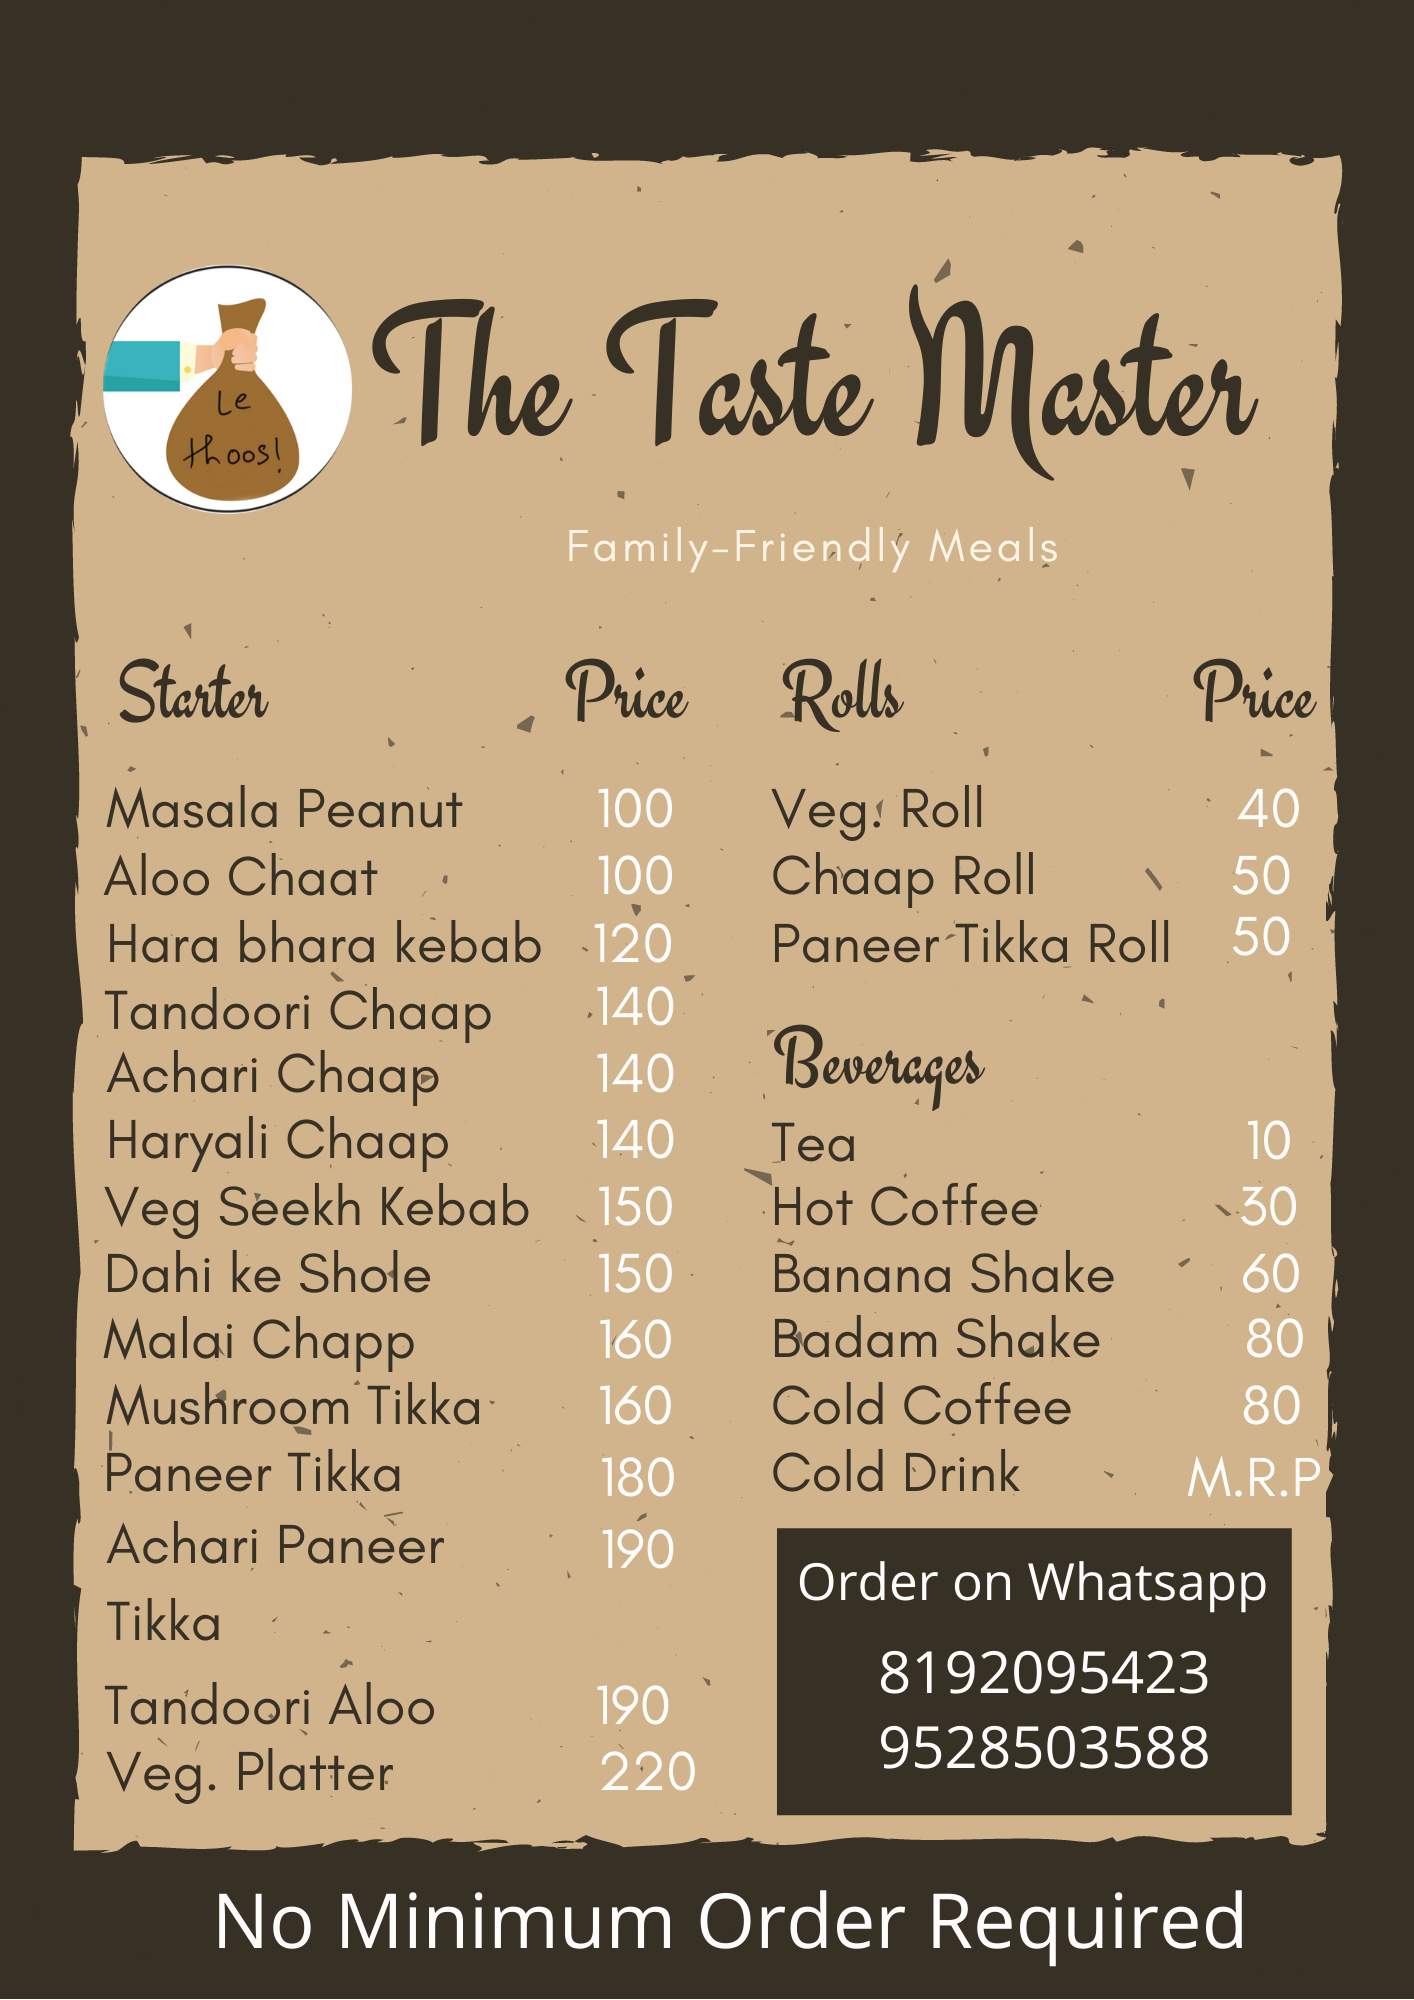 Le
thoos!
The Taste Master
Family-Friendly Meals
Starter Price
Masala Peanut 100
Aloo Chaat 100
Hara bhara kebab 120
Tandoori Chaap 140
Achari Chaap 140
Haryali Chaap 140
Veg Seekh Kebab 150
Dahi ke Shole 150
Malai Chapp 160
Mushroom Tikka 160
Paneer Tikka 180
Achari Paneer 190
Tikka
Tandoori Aloo 190
Veg. Platter 220
Rolls Price
Veg. Roll 40
Chaap Roll 50
Paneer Tikka Roll 50
Beverages
Tea 10
Hot Coffee 30
Banana Shake 60
Badam Shake 80
Cold Coffee 80
Cold Drink M.R.P
Order on Whatsapp
8192095423
9528503588
No Minimum Order Required